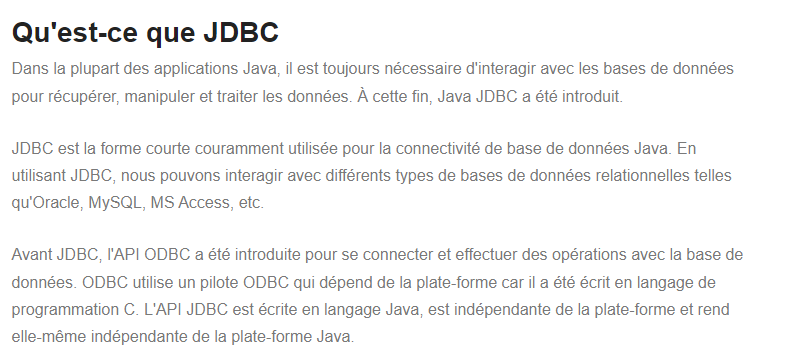 Qu'est-ce que JDBC
Dans la plupart des applications Java, il est toujours nécessaire d'interagir avec les bases de données
pour récupérer, manipuler et traiter les données. À cette fin, Java JDBC a été introduit.
JDBC est la forme courte couramment utilisée pour la connectivité de base de données Java. En
utilisant JDBC, nous pouvons interagir avec différents types de bases de données relationnelles telles
qu'Oracle, MySQL, MS Access, etc.
Avant JDBC, l'API ODBC a été introduite pour se connecter et effectuer des opérations avec la base de
données. ODBC utilise un pilote ODBC qui dépend de la plate-forme car il a été écrit en langage de
programmation C. L'API JDBC est écrite en langage Java, est indépendante de la plate-forme et rend
elle-même indépendante de la plate-forme Java.